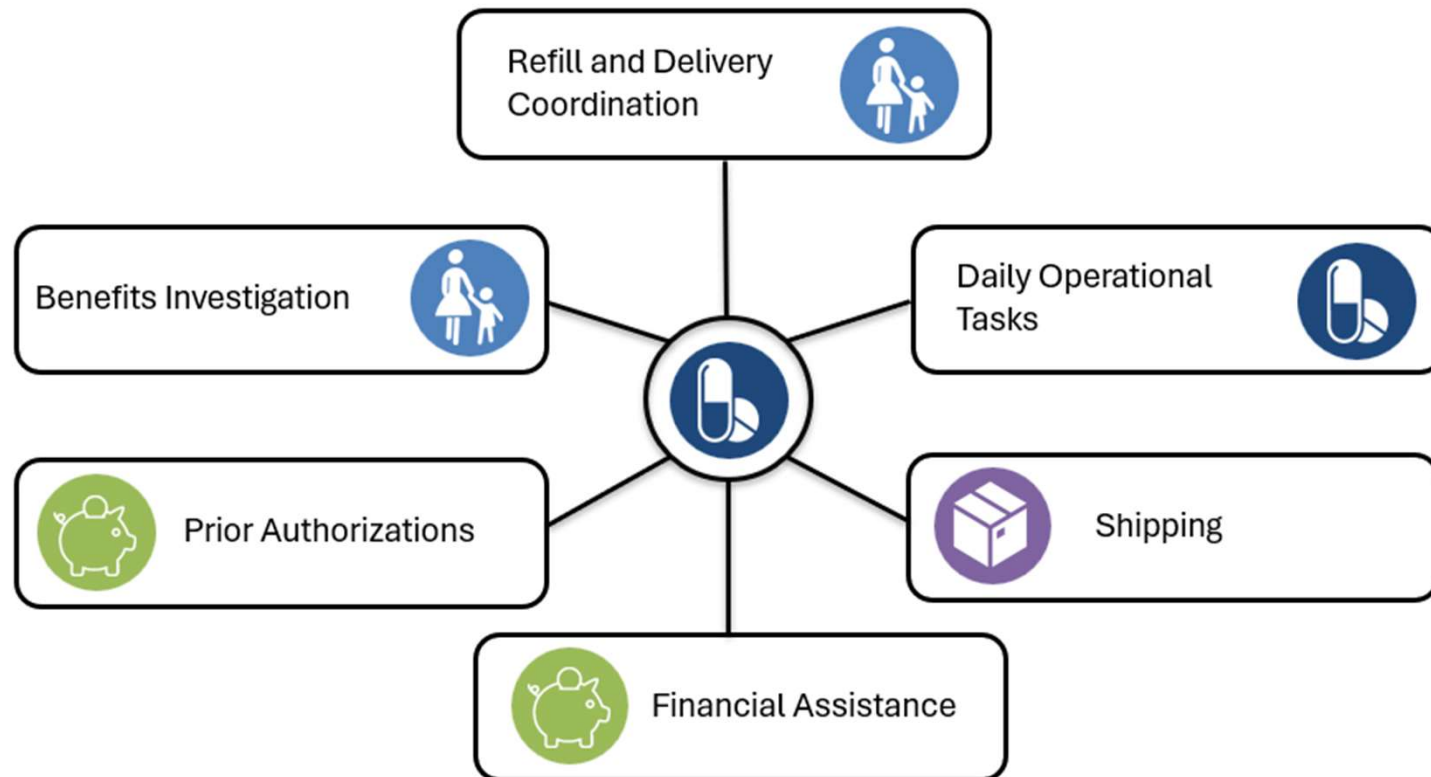 Refill and Delivery
Coordination
Benefits Investigation
Daily Operational
Tasks
Prior Authorizations
Shipping
Financial Assistance